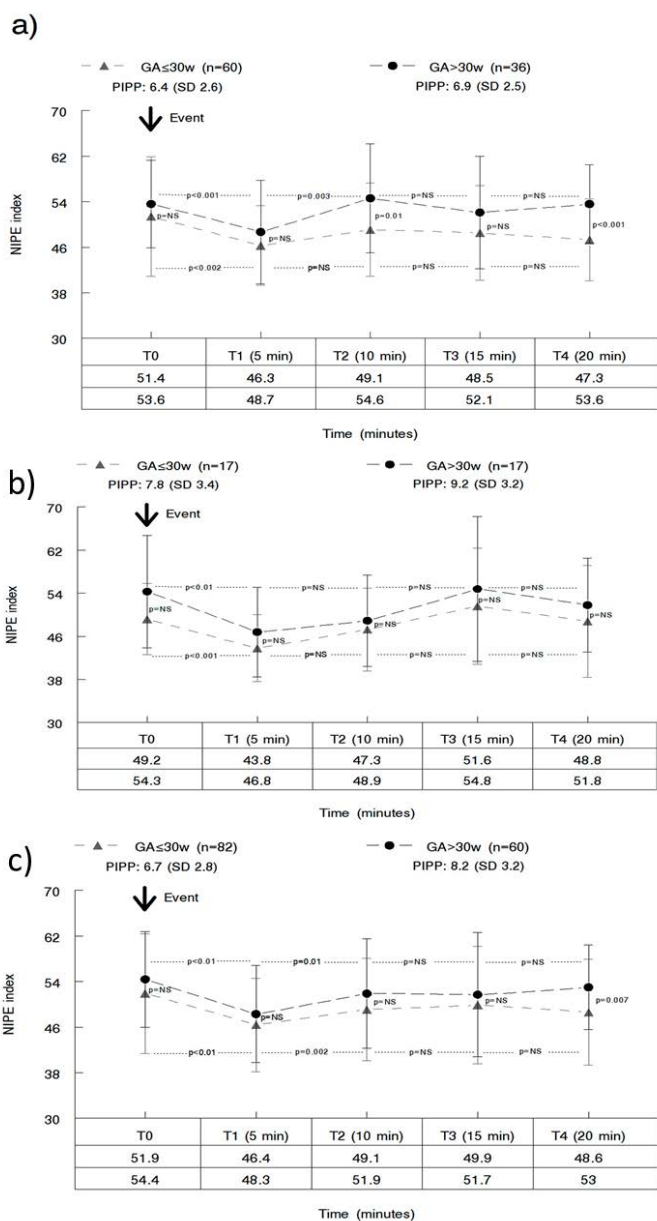 a)
GA≤30w (n=60) GA>30w (n=36)
PIPP: 6.4 (SD 2.6) PIPP: 6.9 (SD 2.5)
Event
NIPE index
70
62
54
46
38
30
p<0.001 p=0.003 p=NS p=NS
p=NS p=NS p=0.01 p=NS p<0.001
p<0.002 p=NS p=NS p=NS
T0 T1 (5 min) T2 (10 min) T3 (15 min) T4 (20 min)
51.4 46.3 49.1 48.5 47.3
53.6 48.7 54.6 52.1 53.6
Time (minutes)
b)
GA≤30w (n=17) GA>30w (n=17)
PIPP: 7.8 (SD 3.4) PIPP: 9.2 (SD 3.2)
Event
NIPE index
70
62
54
46
38
30
p<0.01 p=NS p=NS p=NS
p=NS p=NS p=NS p=NS p=NS
p<0.001 p=NS p=NS p=NS
T0 T1 (5 min) T2 (10 min) T3 (15 min) T4 (20 min)
49.2 43.8 47.3 51.6 48.8
54.3 46.8 48.9 54.8 51.8
Time (minutes)
c)
GA≤30w (n=82) GA>30w (n=60)
PIPP: 6.7 (SD 2.8) PIPP: 8.2 (SD 3.2)
Event
NIPE index
70
62
54
46
38
30
p<0.01 p=0.01 p=NS p=NS
p=NS p=NS p=NS p=NS p=0.007
p<0.01 p=0.002 p=NS p=NS
T0 T1 (5 min) T2 (10 min) T3 (15 min) T4 (20 min)
51.9 46.4 49.1 49.9 48.6
54.4 48.3 51.9 51.7 53
Time (minutes)